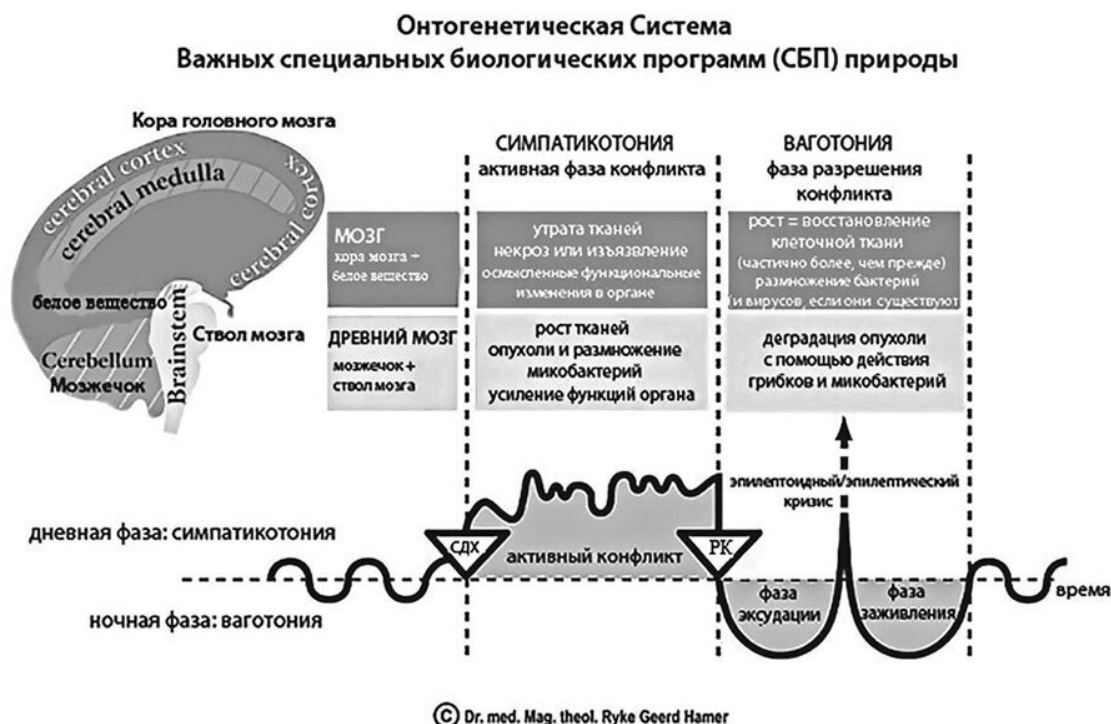 Онтогенетическая Система
Важных специальных биологических программ (СБП) природы
Кора головного мозга
cerebral cortex
cerebral cortex
cerebral medulla
белое вещество
Ствол мозга
Cerebellum
Мозжечок
Brainstem
СИМПАТИКОТОНИЯ
активная фаза конфликта
ВАГОТОНИЯ
фаза разрешения
конфликта
МОЗГ
кора мозга +
белое вещество
утрата тканей
некроз или изъязвление
осмысленные функциональные
изменения в органе
рост = восстановление
клеточной ткани
(частично более, чем прежде)
размножение бактерий
(и вирусов, если они существуют
ДРЕВНИЙ МОЗГ
мозжечок +
ствол мозга
рост тканей
опухоли и размножение
микобактерий
усиление функций органа
деградация опухоли
с помощью действия
грибков и микобактерий
эпилептоидный/эпилептический
кризис
дневная фаза: симпатикотония
СДХ
активный конфликт
РК
ночная фаза: ваготония
фаза
эксудации
фаза
заживления
время
© Dr. med. Mag. theol. Ryke Geerd Hamer